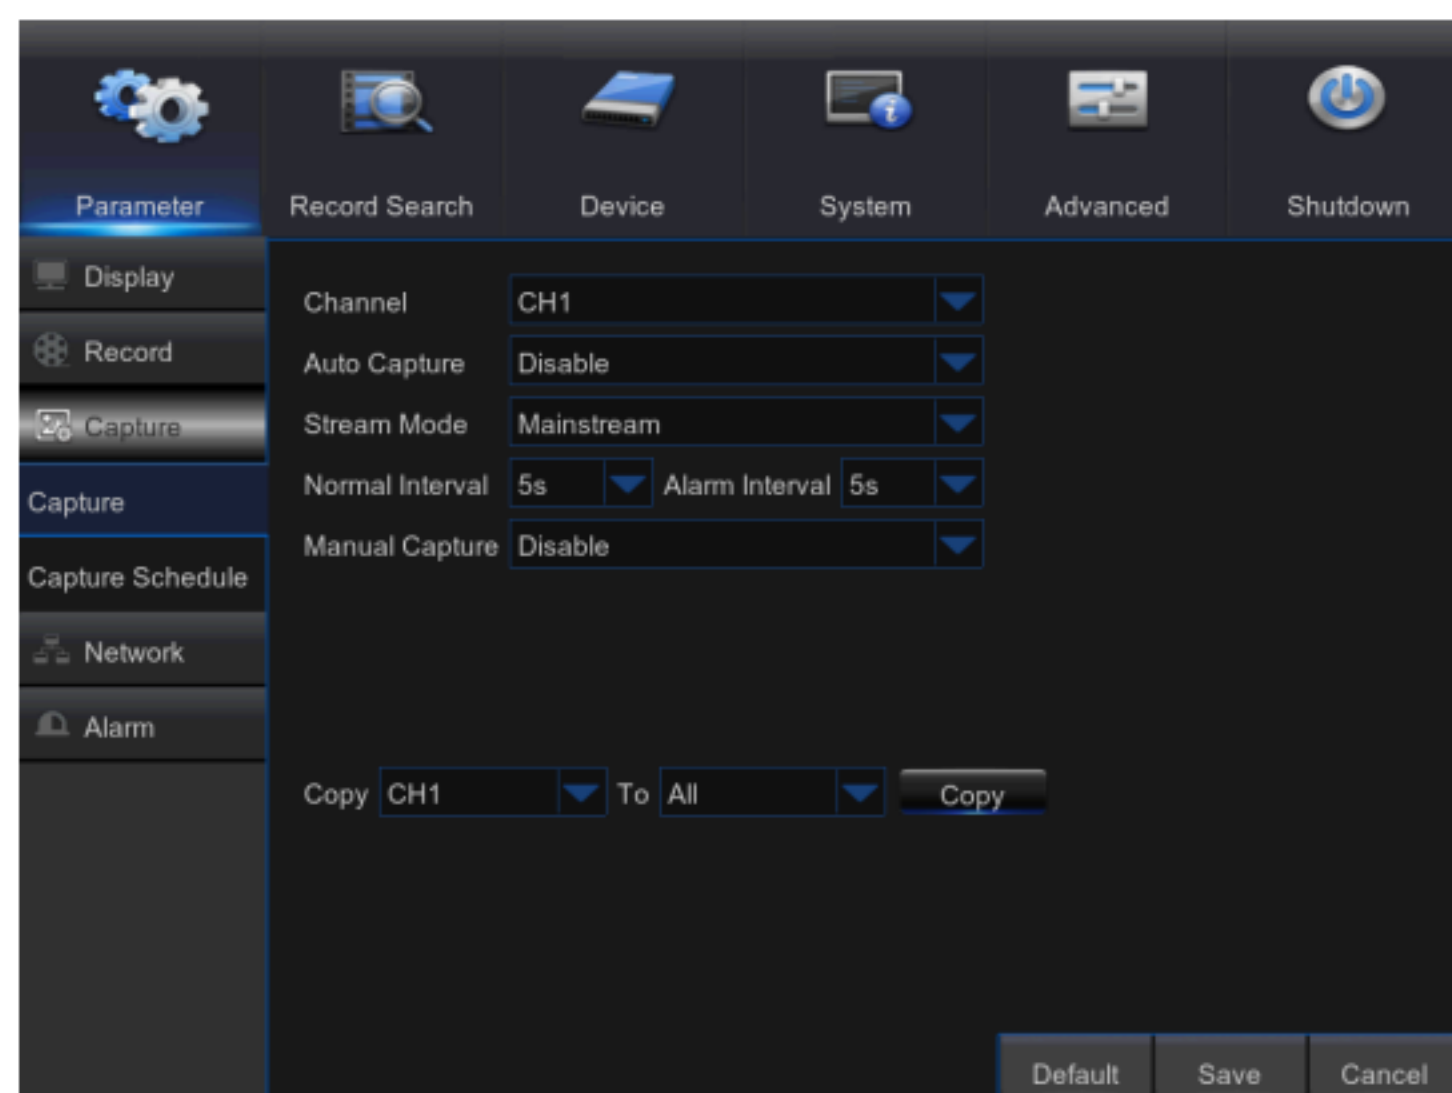 Parameter Record Search Device System Advanced Shutdown
Display
Record
Capture
Capture
Capture Schedule
Network
Alarm
Channel CH1
Auto Capture Disable
Stream Mode Mainstream
Normal Interval 5s Alarm Interval 5s
Manual Capture Disable
Copy CH1 To All Copy
Default Save Cancel